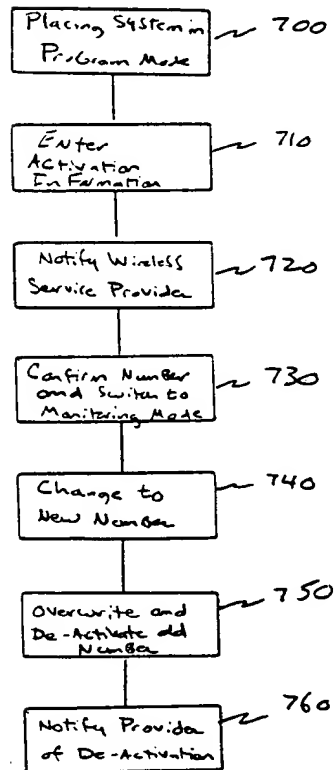 Placing System in
Program Mode
700
Enter
Activation
Information
710
Notify Wireless
Service Provider
720
Confirm Number
and Switch to
Monitoring Mode
730
Change to
New Number
740
Overwrite and
De-Activate old
Number
750
Notify Provider
of De-Activation
760